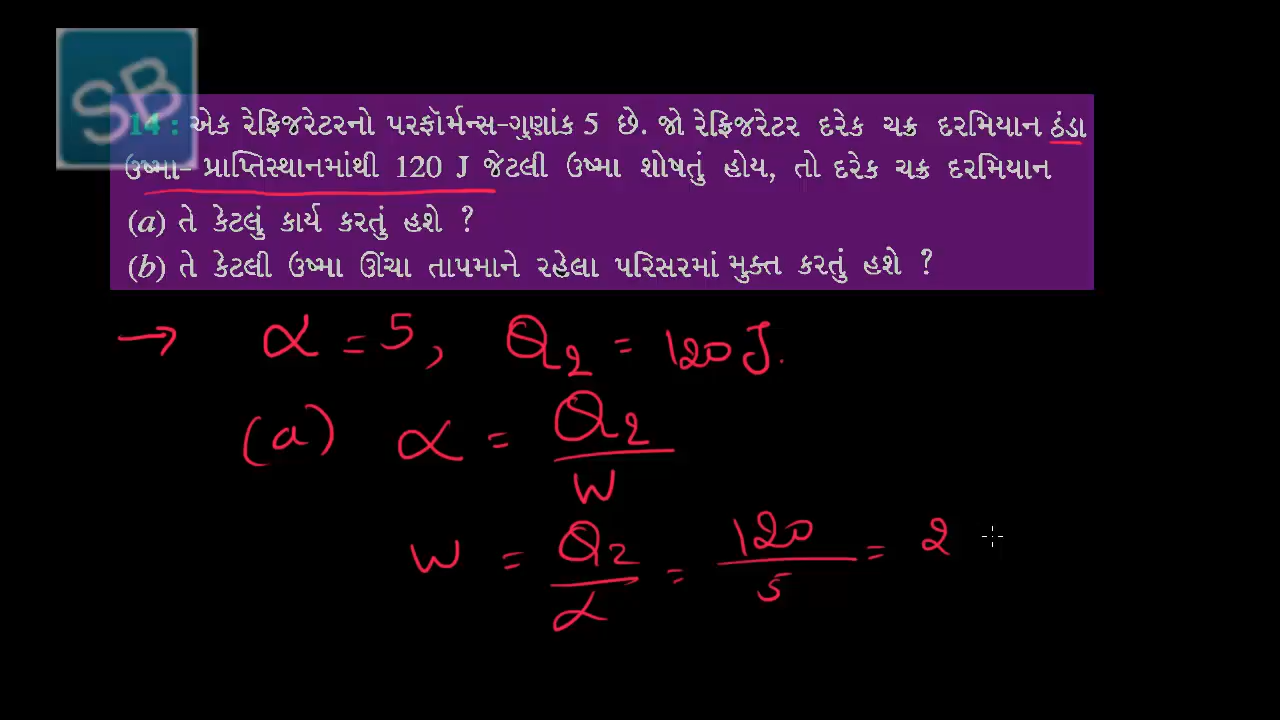 SB
14 : એક રેફ્રિજરેટરનો પરફૉર્મન્સ-ગુણાંક 5 છે. જો રેફ્રિજરેટર દરેક ચક્ર દરમિયાન ઠંડા
ઉષ્મા- પ્રાપ્તિસ્થાનમાંથી 120 J જેટલી ઉષ્મા શોષતું હોય, તો દરેક ચક્ર દરમિયાન
(a) તે કેટલું કાર્ય કરતું હશે ?
(b) તે કેટલી ઉષ્મા ઊંચા તાપમાને રહેલા પરિસરમાં મુક્ત કરતું હશે ?
→ α = 5, Q₂ = 120 J.
(a) α = Q₂ / W
W = Q₂ / α = 120 / 5 = 2